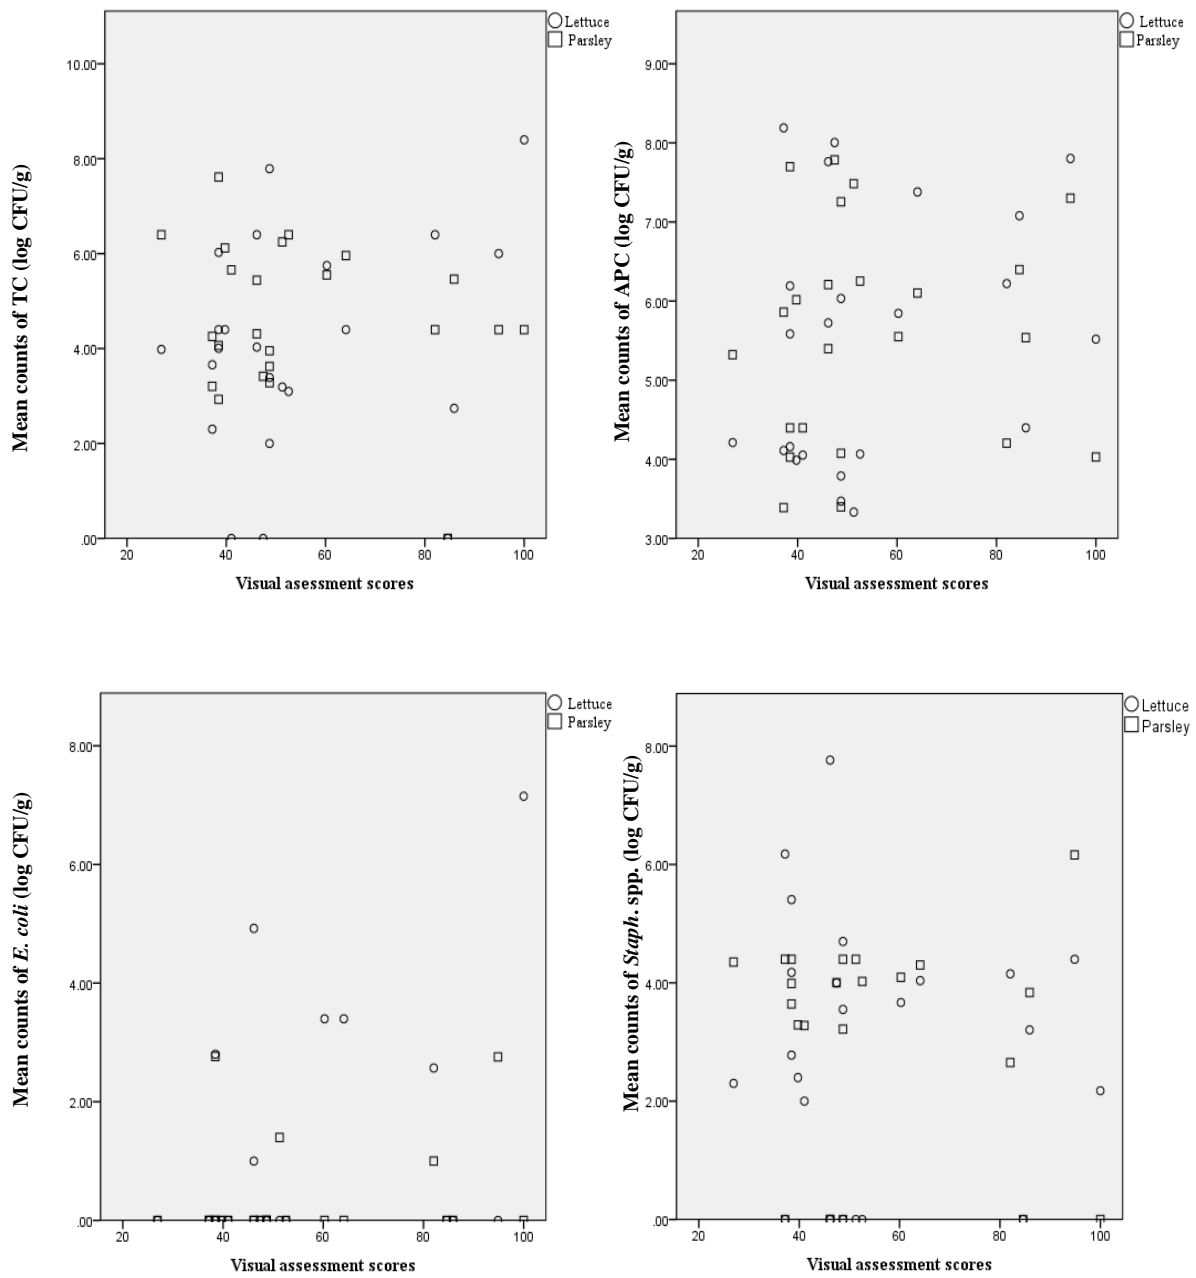 Lettuce
Parsley
10.00
8.00
6.00
4.00
2.00
.00
20 40 60 80 100
Mean counts of TC (log CFU/g)
Visual asessment scores
Lettuce
Parsley
9.00
8.00
7.00
6.00
5.00
4.00
3.00
20 40 60 80 100
Mean counts of APC (log CFU/g)
Visual assessment scores
Lettuce
Parsley
8.00
6.00
4.00
2.00
.00
20 40 60 80 100
Mean counts of E. coli (log CFU/g)
Visual assessment scores
Lettuce
Parsley
8.00
6.00
4.00
2.00
.00
20 40 60 80 100
Mean counts of Staph. spp. (log CFU/g)
Visual assessment scores